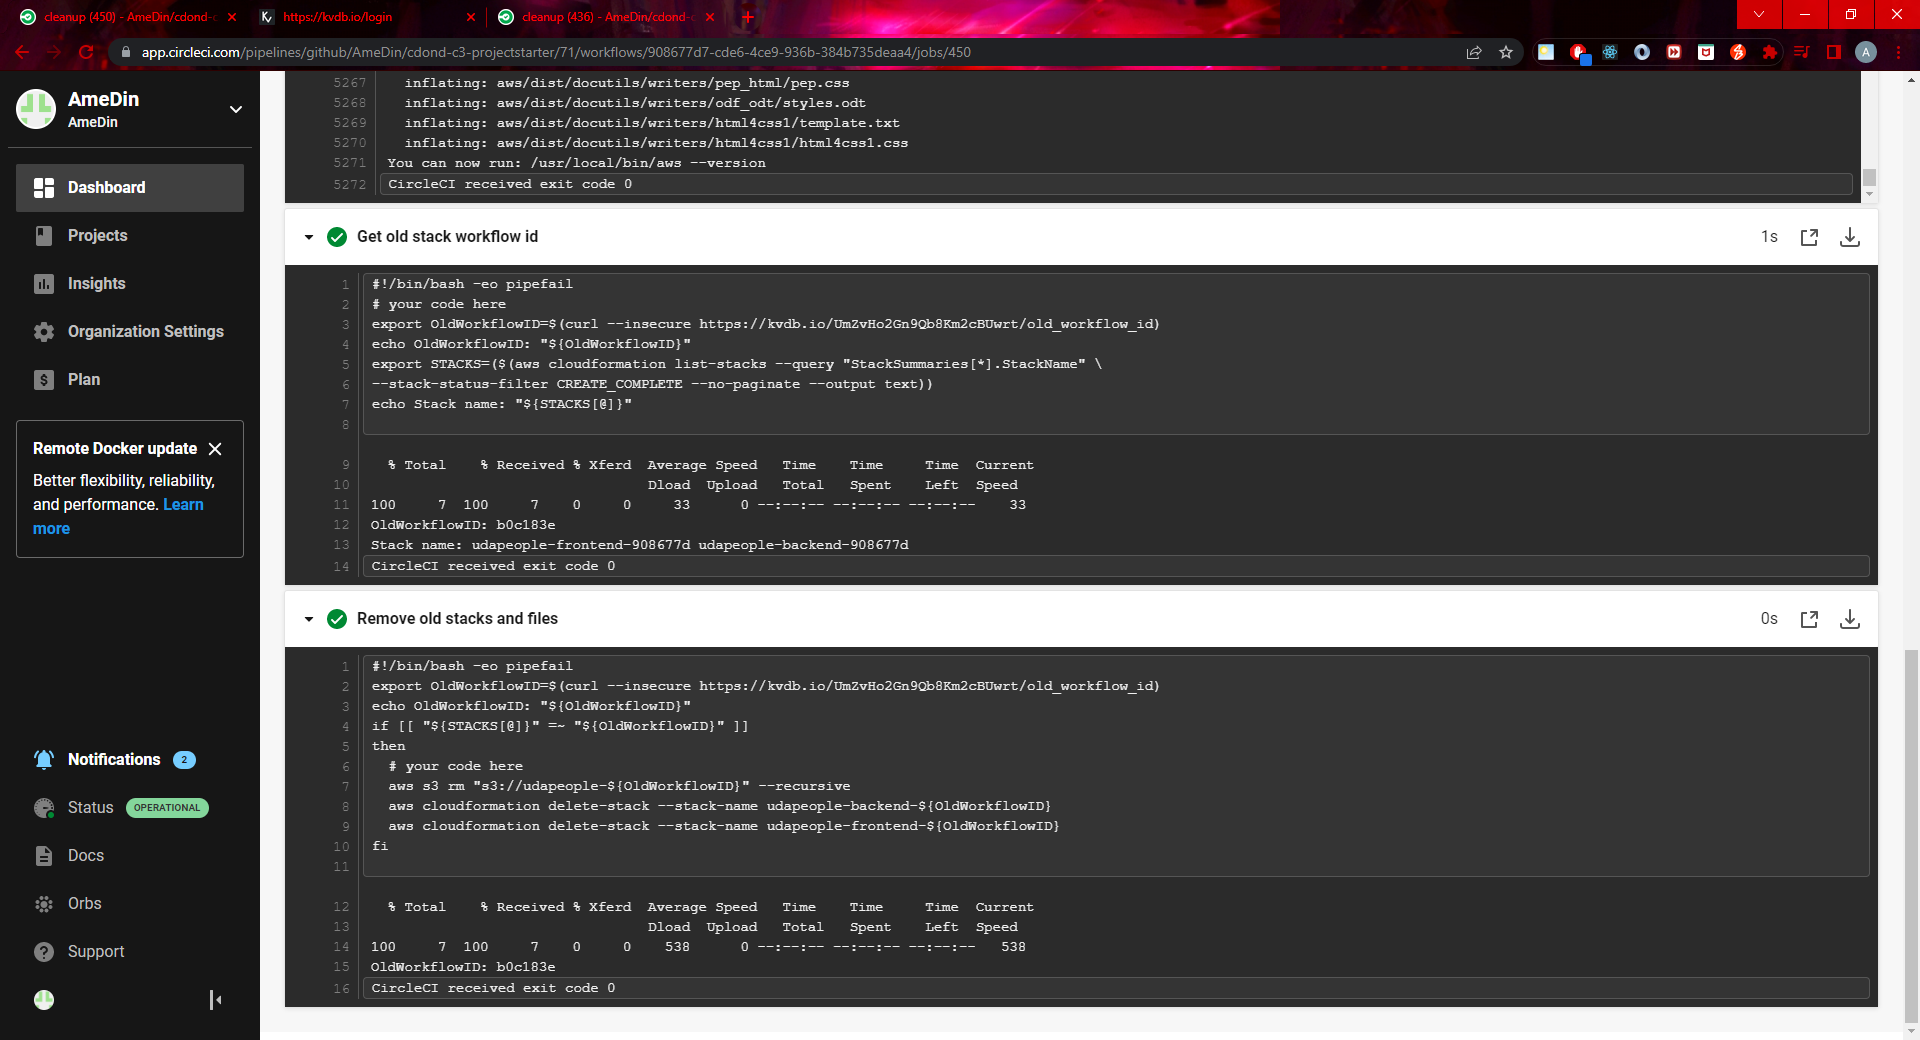 cleanup (450) - AmeDin/cdond-c
https://kvdb.io/login
cleanup (436) - AmeDin/cdond-c
app.circleci.com/pipelines/github/AmeDin/cdond-c3-projectstarter/71/workflows/908677d7-cde6-4ce9-936b-384b735deaa4/jobs/450
A
AmeDin
AmeDin
Dashboard
Projects
Insights
Organization Settings
Plan
Remote Docker update
Better flexibility, reliability,
and performance. Learn
more
Notifications 2
Status OPERATIONAL
Docs
Orbs
Support
5267 inflating: aws/dist/docutils/writers/pep_html/pep.css
5268 inflating: aws/dist/docutils/writers/odf_odt/styles.odt
5269 inflating: aws/dist/docutils/writers/html4css1/template.txt
5270 inflating: aws/dist/docutils/writers/html4css1/html4css1.css
5271 You can now run: /usr/local/bin/aws --version
5272 CircleCI received exit code 0
Get old stack workflow id 1s
1 #!/bin/bash -eo pipefail
2 # your code here
3 export OldWorkflowID=$(curl --insecure https://kvdb.io/UmZvHo2Gn9Qb8Km2cBUwrt/old_workflow_id)
4 echo OldWorkflowID: "${OldWorkflowID}"
5 export STACKS=($(aws cloudformation list-stacks --query "StackSummaries[*].StackName" \
6 --stack-status-filter CREATE_COMPLETE --no-paginate --output text))
7 echo Stack name: "${STACKS[@]}"
8
9 % Total % Received % Xferd Average Speed Time Time Time Current
10 Dload Upload Total Spent Left Speed
11 100 7 100 7 0 0 33 0 --:--:-- --:--:-- --:--:-- 33
12 OldWorkflowID: b0c183e
13 Stack name: udapeople-frontend-908677d udapeople-backend-908677d
14 CircleCI received exit code 0
Remove old stacks and files 0s
1 #!/bin/bash -eo pipefail
2 export OldWorkflowID=$(curl --insecure https://kvdb.io/UmZvHo2Gn9Qb8Km2cBUwrt/old_workflow_id)
3 echo OldWorkflowID: "${OldWorkflowID}"
4 if [[ "${STACKS[@]}" =~ "${OldWorkflowID}" ]]
5 then
6 # your code here
7 aws s3 rm "s3://udapeople-${OldWorkflowID}" --recursive
8 aws cloudformation delete-stack --stack-name udapeople-backend-${OldWorkflowID}
9 aws cloudformation delete-stack --stack-name udapeople-frontend-${OldWorkflowID}
10 fi
11
12 % Total % Received % Xferd Average Speed Time Time Time Current
13 Dload Upload Total Spent Left Speed
14 100 7 100 7 0 0 538 0 --:--:-- --:--:-- --:--:-- 538
15 OldWorkflowID: b0c183e
16 CircleCI received exit code 0